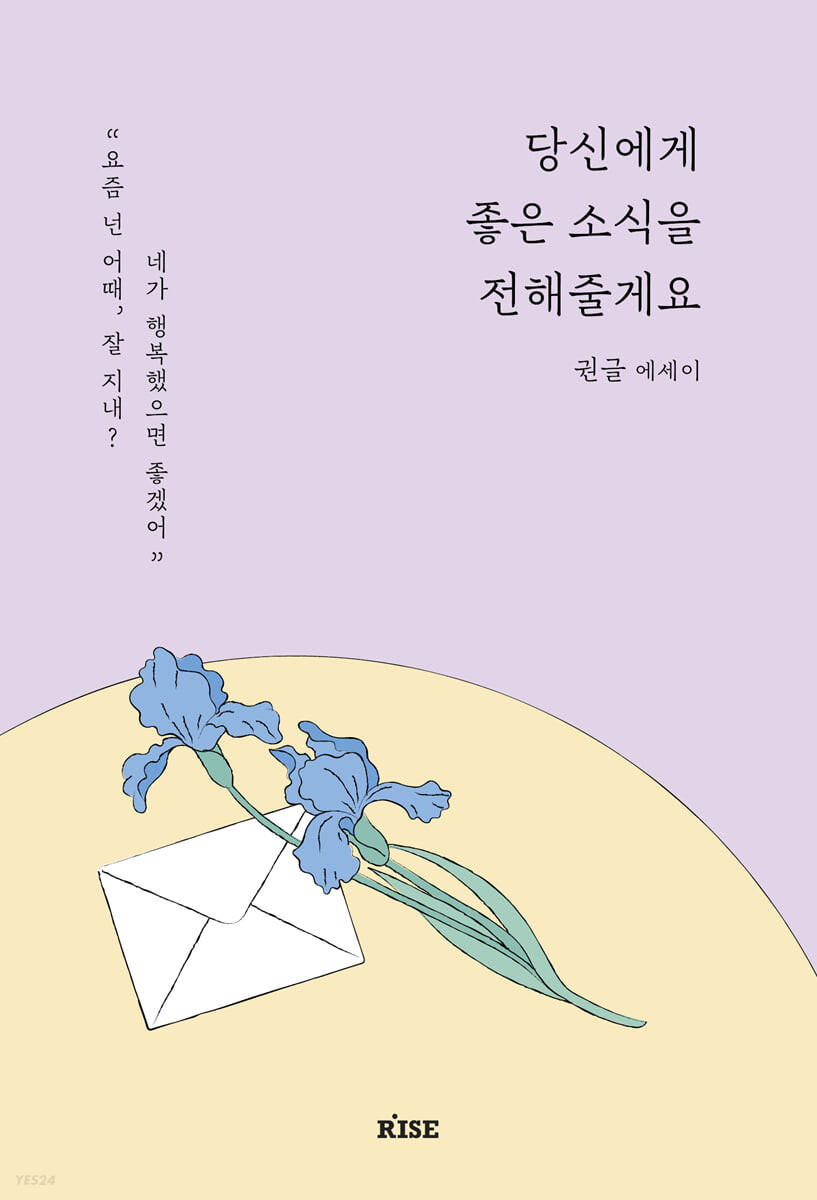 당신에게
좋은 소식을
전해줄게요
권글 에세이
“요즘 넌 어때, 잘 지내?
네가 행복했으면 좋겠어”
RISE
YES24